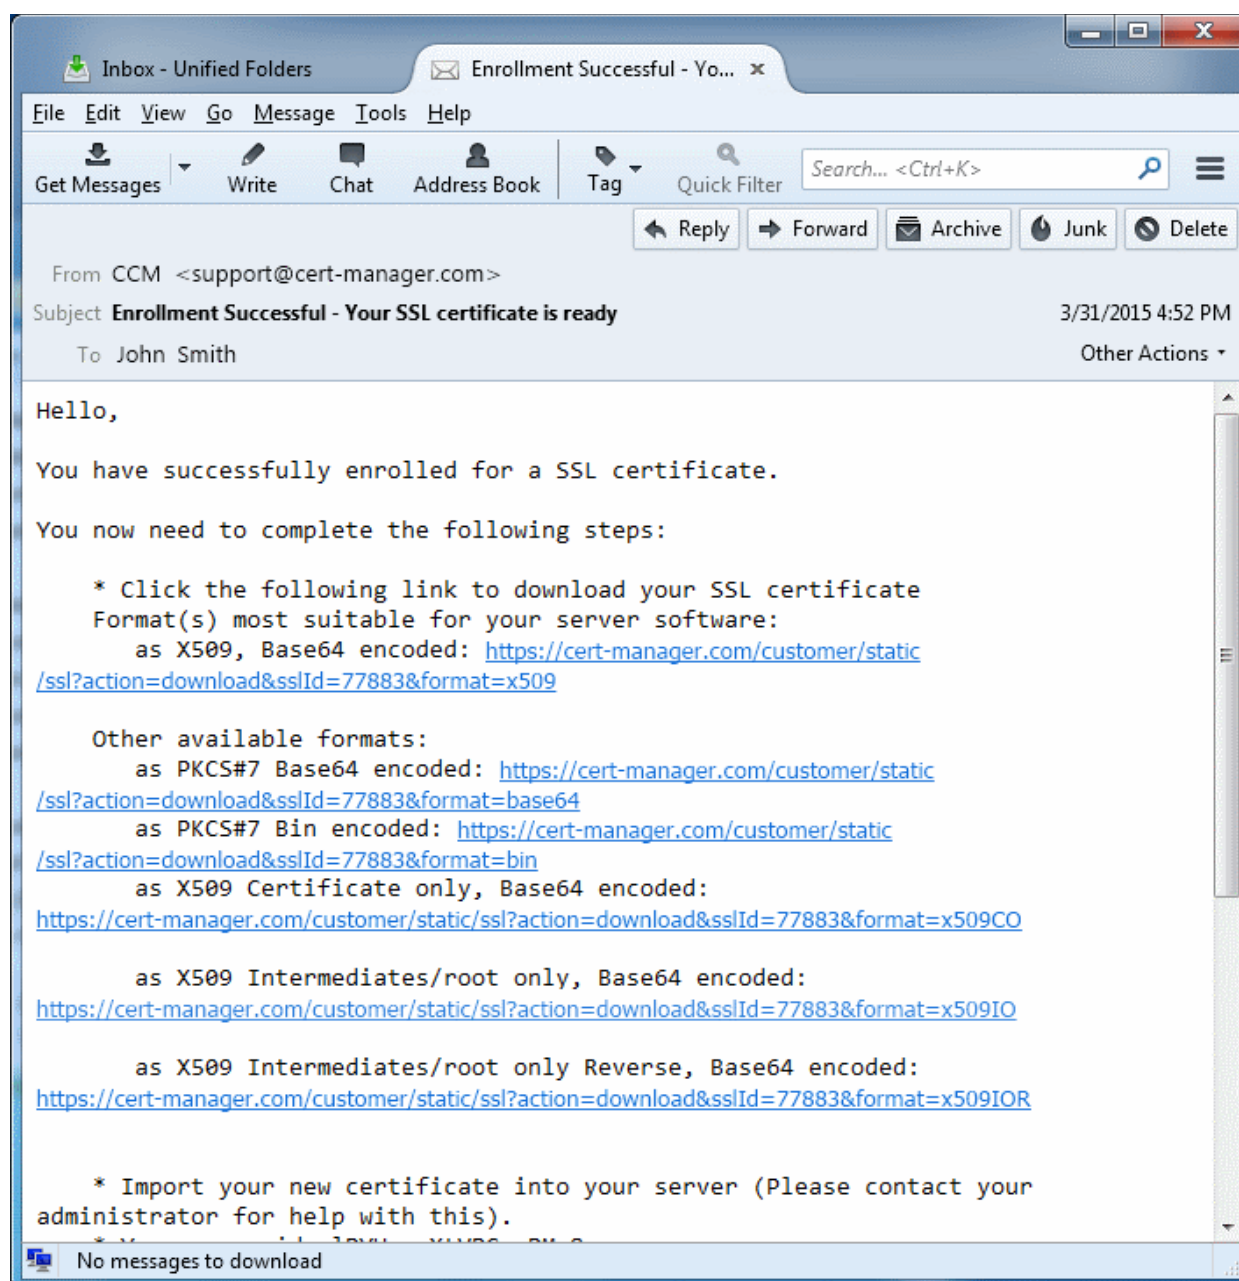 Inbox - Unified Folders
Enrollment Successful - Yo...
File Edit View Go Message Tools Help
Get Messages Write Chat Address Book Tag Quick Filter Search... <Ctrl+K>
Reply Forward Archive Junk Delete
From CCM <support@cert-manager.com>
Subject Enrollment Successful - Your SSL certificate is ready 3/31/2015 4:52 PM
To John Smith Other Actions
Hello,
You have successfully enrolled for a SSL certificate.
You now need to complete the following steps:
* Click the following link to download your SSL certificate
Format(s) most suitable for your server software:
as X509, Base64 encoded: https://cert-manager.com/customer/static
/ssl?action=download&sslId=77883&format=x509
Other available formats:
as PKCS#7 Base64 encoded: https://cert-manager.com/customer/static
/ssl?action=download&sslId=77883&format=base64
as PKCS#7 Bin encoded: https://cert-manager.com/customer/static
/ssl?action=download&sslId=77883&format=bin
as X509 Certificate only, Base64 encoded:
https://cert-manager.com/customer/static/ssl?action=download&sslId=77883&format=x509CO
as X509 Intermediates/root only, Base64 encoded:
https://cert-manager.com/customer/static/ssl?action=download&sslId=77883&format=x509IO
as X509 Intermediates/root only Reverse, Base64 encoded:
https://cert-manager.com/customer/static/ssl?action=download&sslId=77883&format=x509IOR
* Import your new certificate into your server (Please contact your
administrator for help with this).
No messages to download